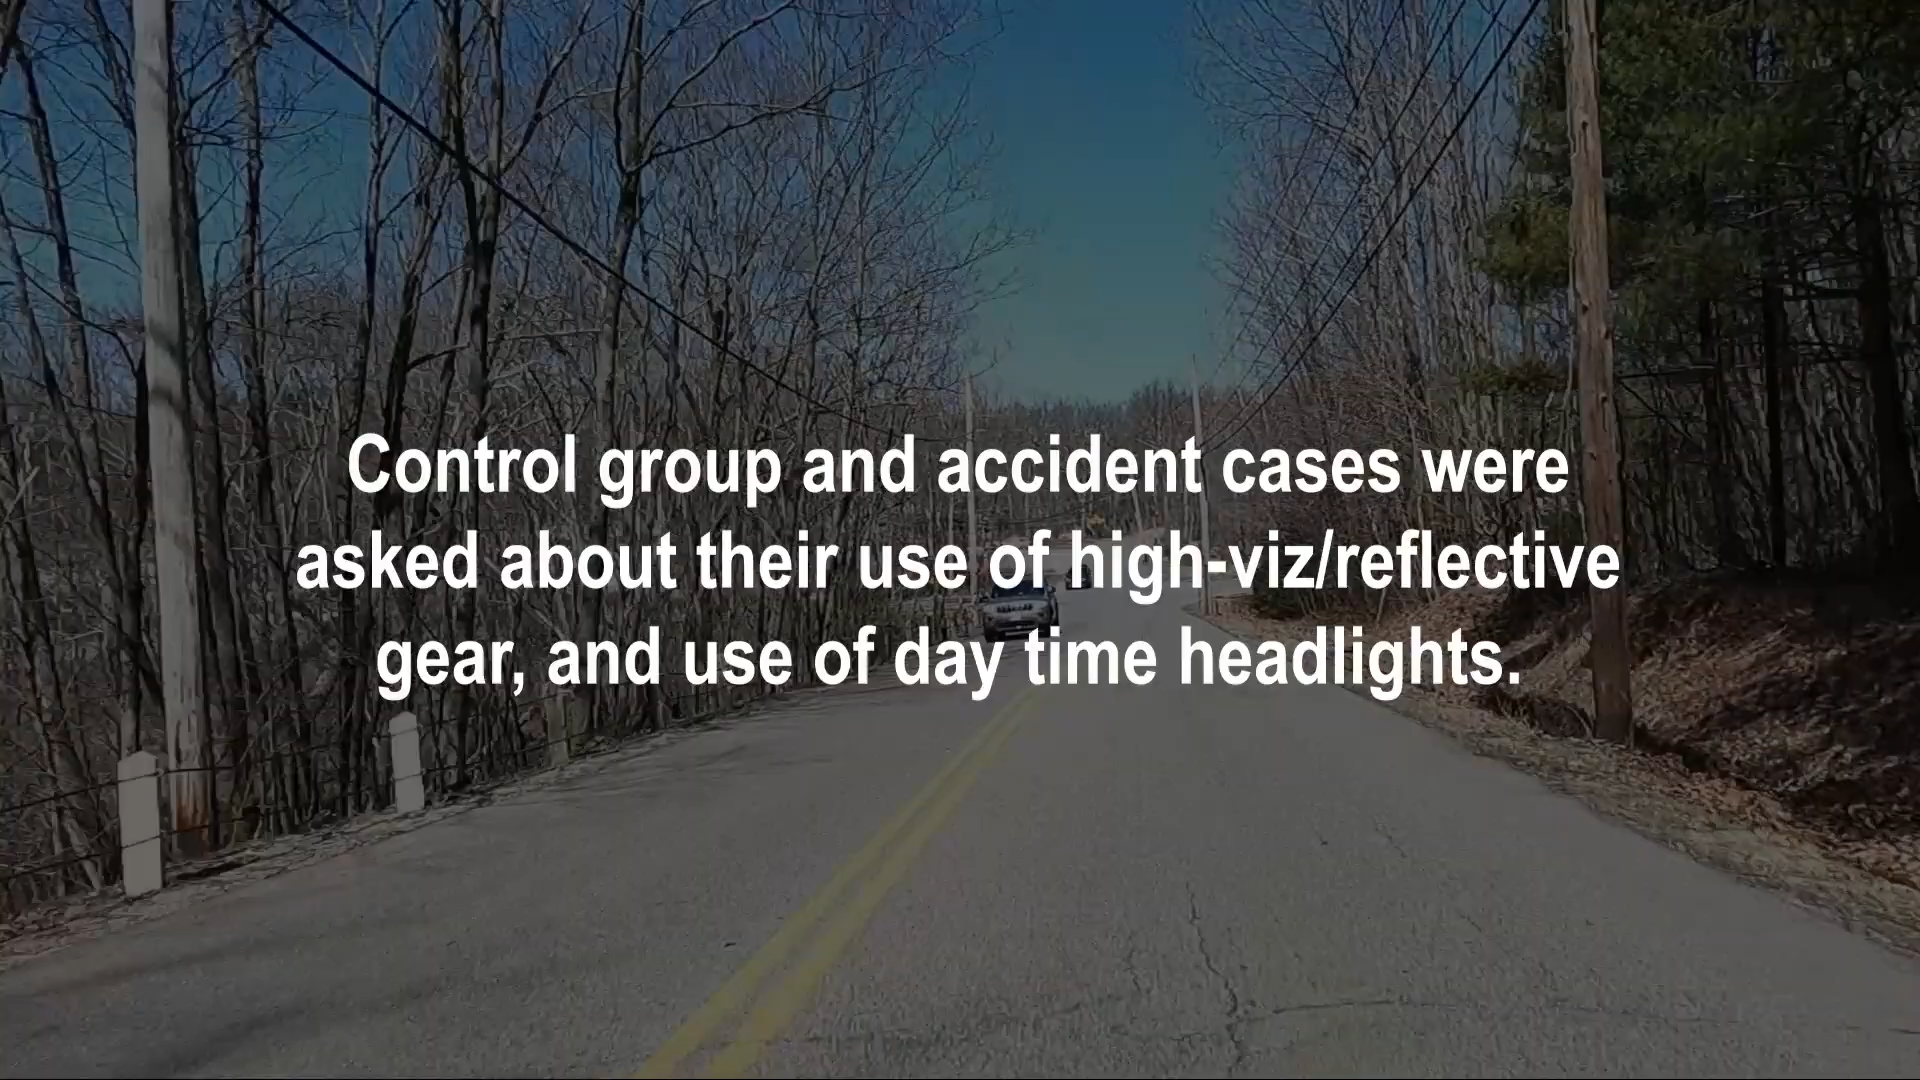 Control group and accident cases were
asked about their use of high-viz/reflective
gear, and use of day time headlights.